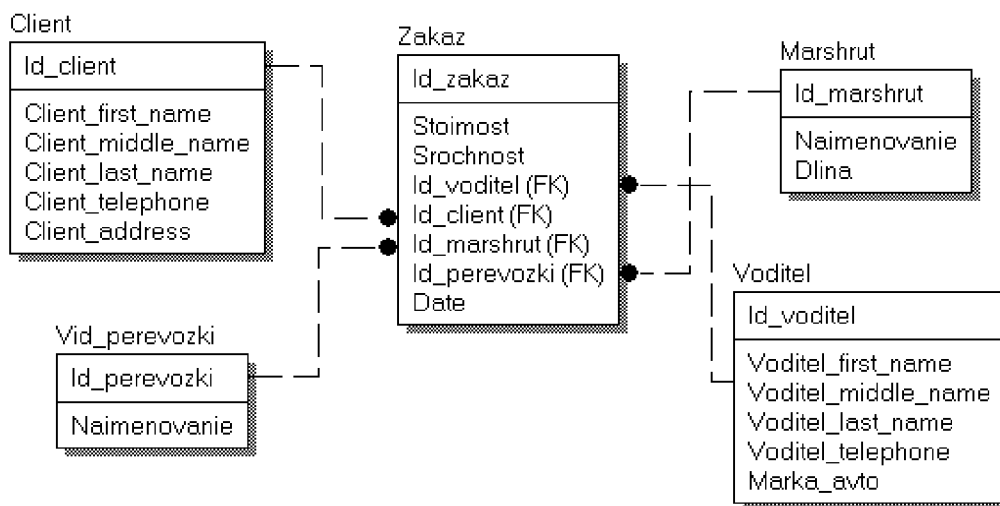 Client
Id_client
Client_first_name
Client_middle_name
Client_last_name
Client_telephone
Client_address
Zakaz
Id_zakaz
Stoimost
Srochnost
Id_voditel (FK)
Id_client (FK)
Id_marshrut (FK)
Id_perevozki (FK)
Date
Marshrut
Id_marshrut
Naimenovanie
Dlina
Vid_perevozki
Id_perevozki
Naimenovanie
Voditel
Id_voditel
Voditel_first_name
Voditel_middle_name
Voditel_last_name
Voditel_telephone
Marka_avto